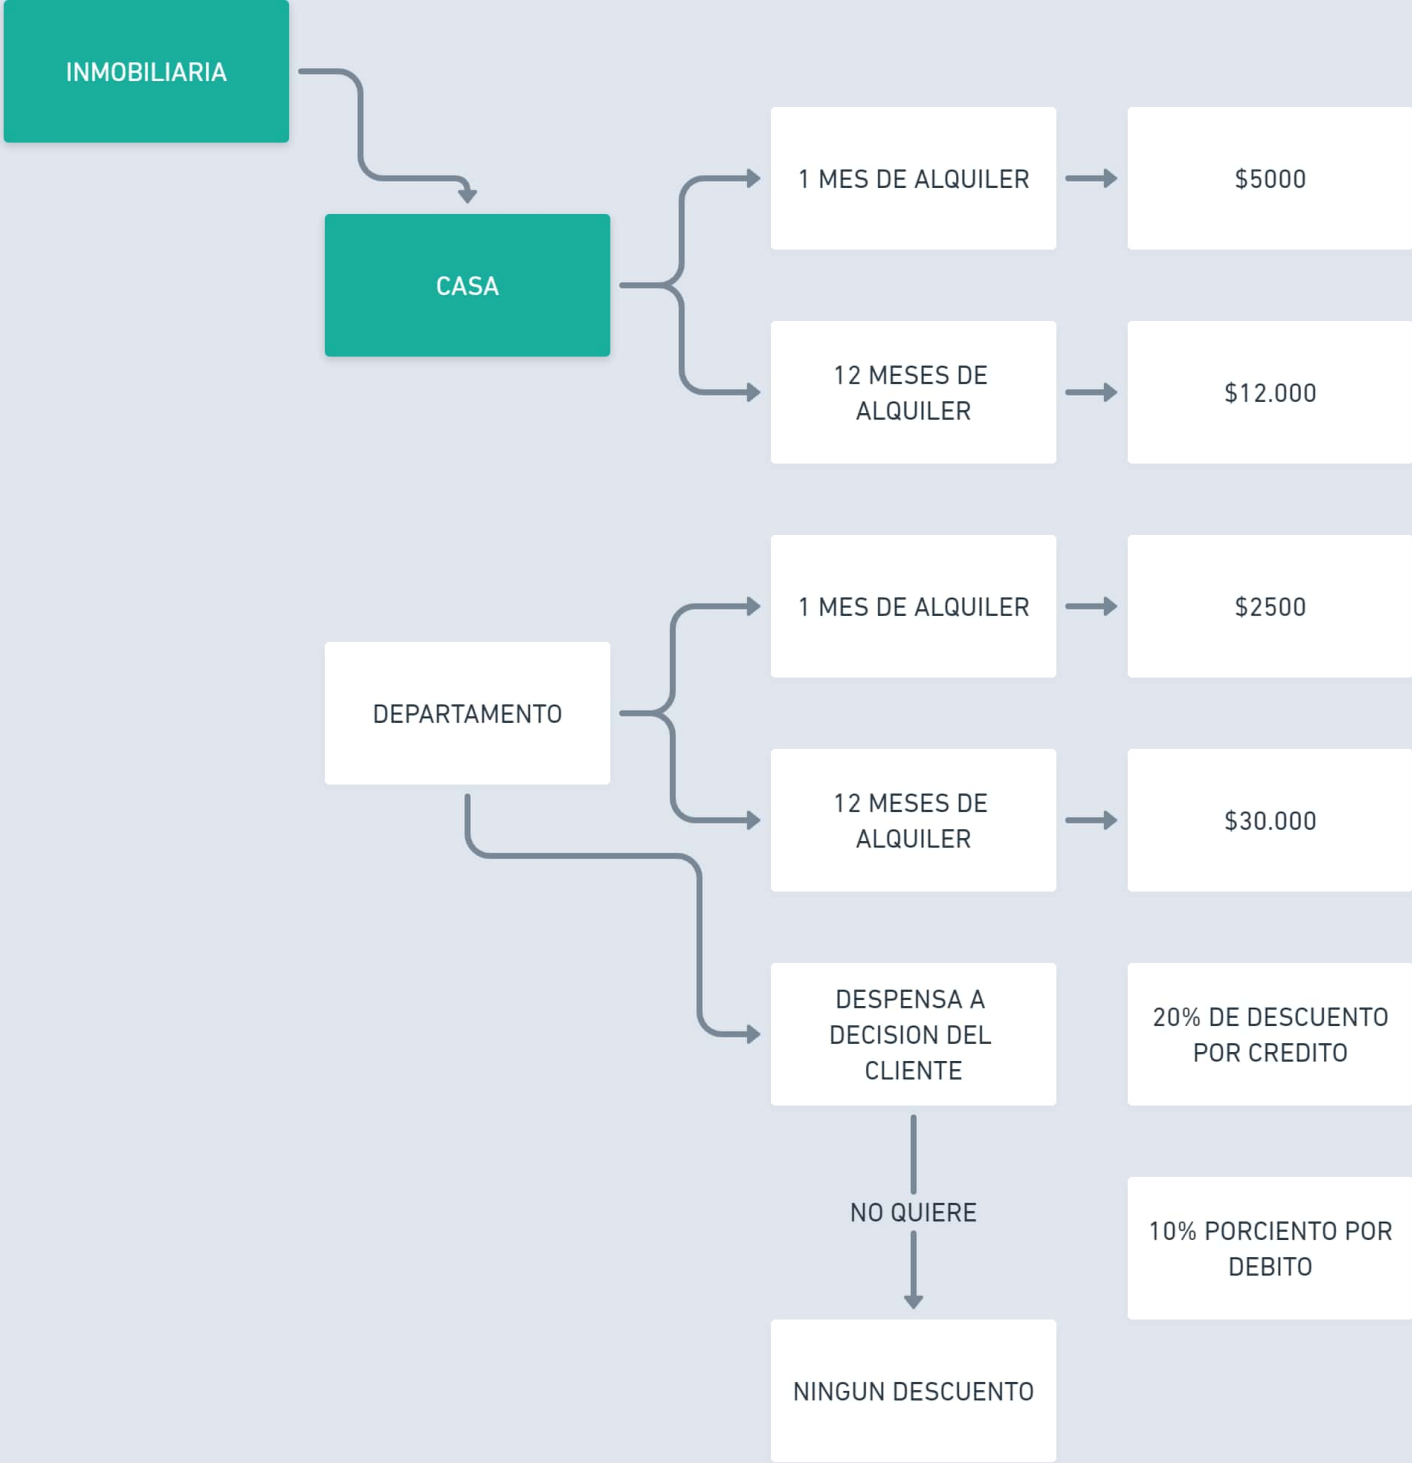 INMOBILIARIA
CASA
1 MES DE ALQUILER
$5000
12 MESES DE
ALQUILER
$12.000
DEPARTAMENTO
1 MES DE ALQUILER
$2500
12 MESES DE
ALQUILER
$30.000
DESPENSA A
DECISION DEL
CLIENTE
20% DE DESCUENTO
POR CREDITO
NO QUIERE
10% PORCIENTO POR
DEBITO
NINGUN DESCUENTO